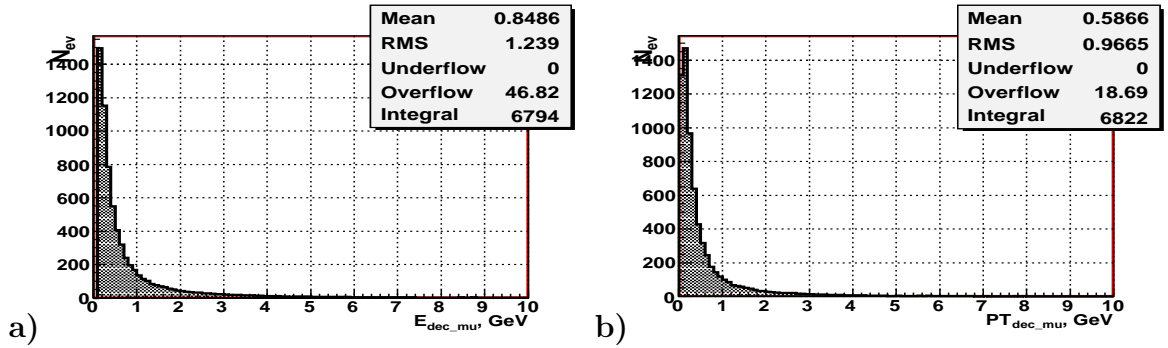 Mean 0.8486
RMS 1.239
Underflow 0
Overflow 46.82
Integral 6794
N_ev
1400
1200
1000
800
600
400
200
0
0 1 2 3 4 5 6 7 8 9 10
E_dec_mu, GeV
a)
Mean 0.5866
RMS 0.9665
Underflow 0
Overflow 18.69
Integral 6822
N_ev
1400
1200
1000
800
600
400
200
0
0 1 2 3 4 5 6 7 8 9 10
PT_dec_mu, GeV
b)